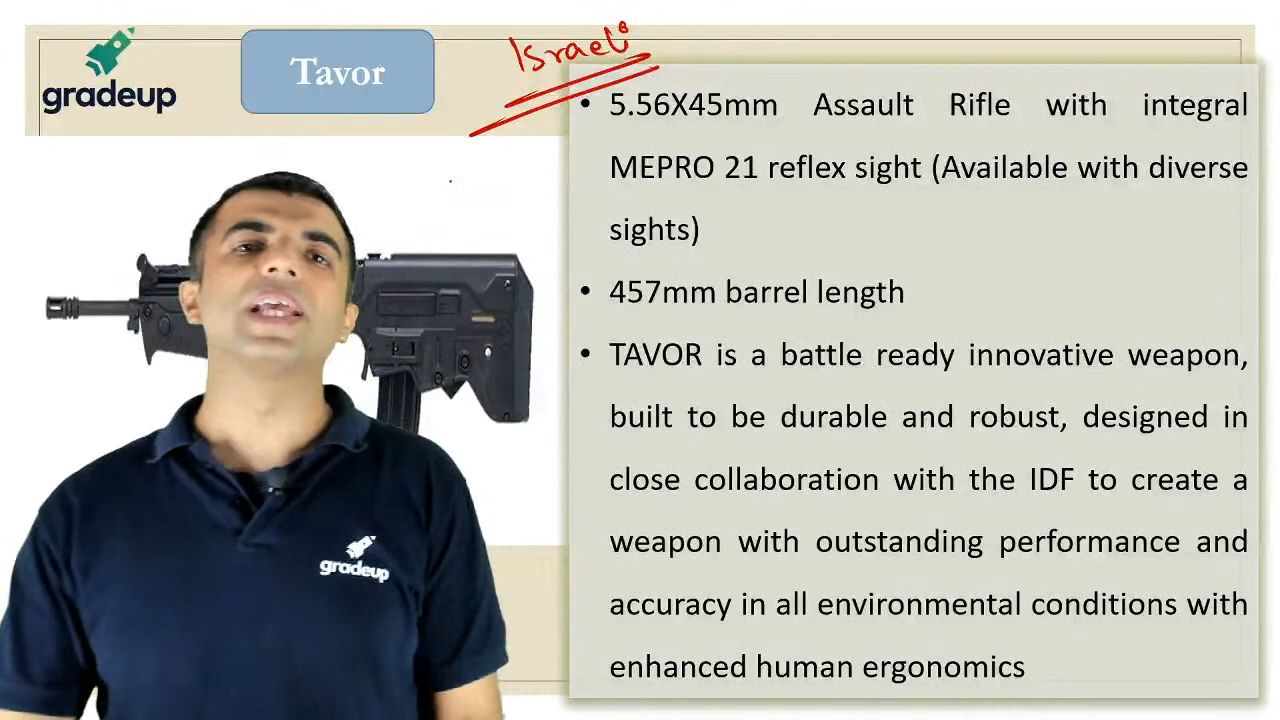 gradeup
Tavor
Israel
• 5.56X45mm Assault Rifle with integral
MEPRO 21 reflex sight (Available with diverse
sights)
• 457mm barrel length
• TAVOR is a battle ready innovative weapon,
built to be durable and robust, designed in
close collaboration with the IDF to create a
weapon with outstanding performance and
accuracy in all environmental conditions with
enhanced human ergonomics
gradeup